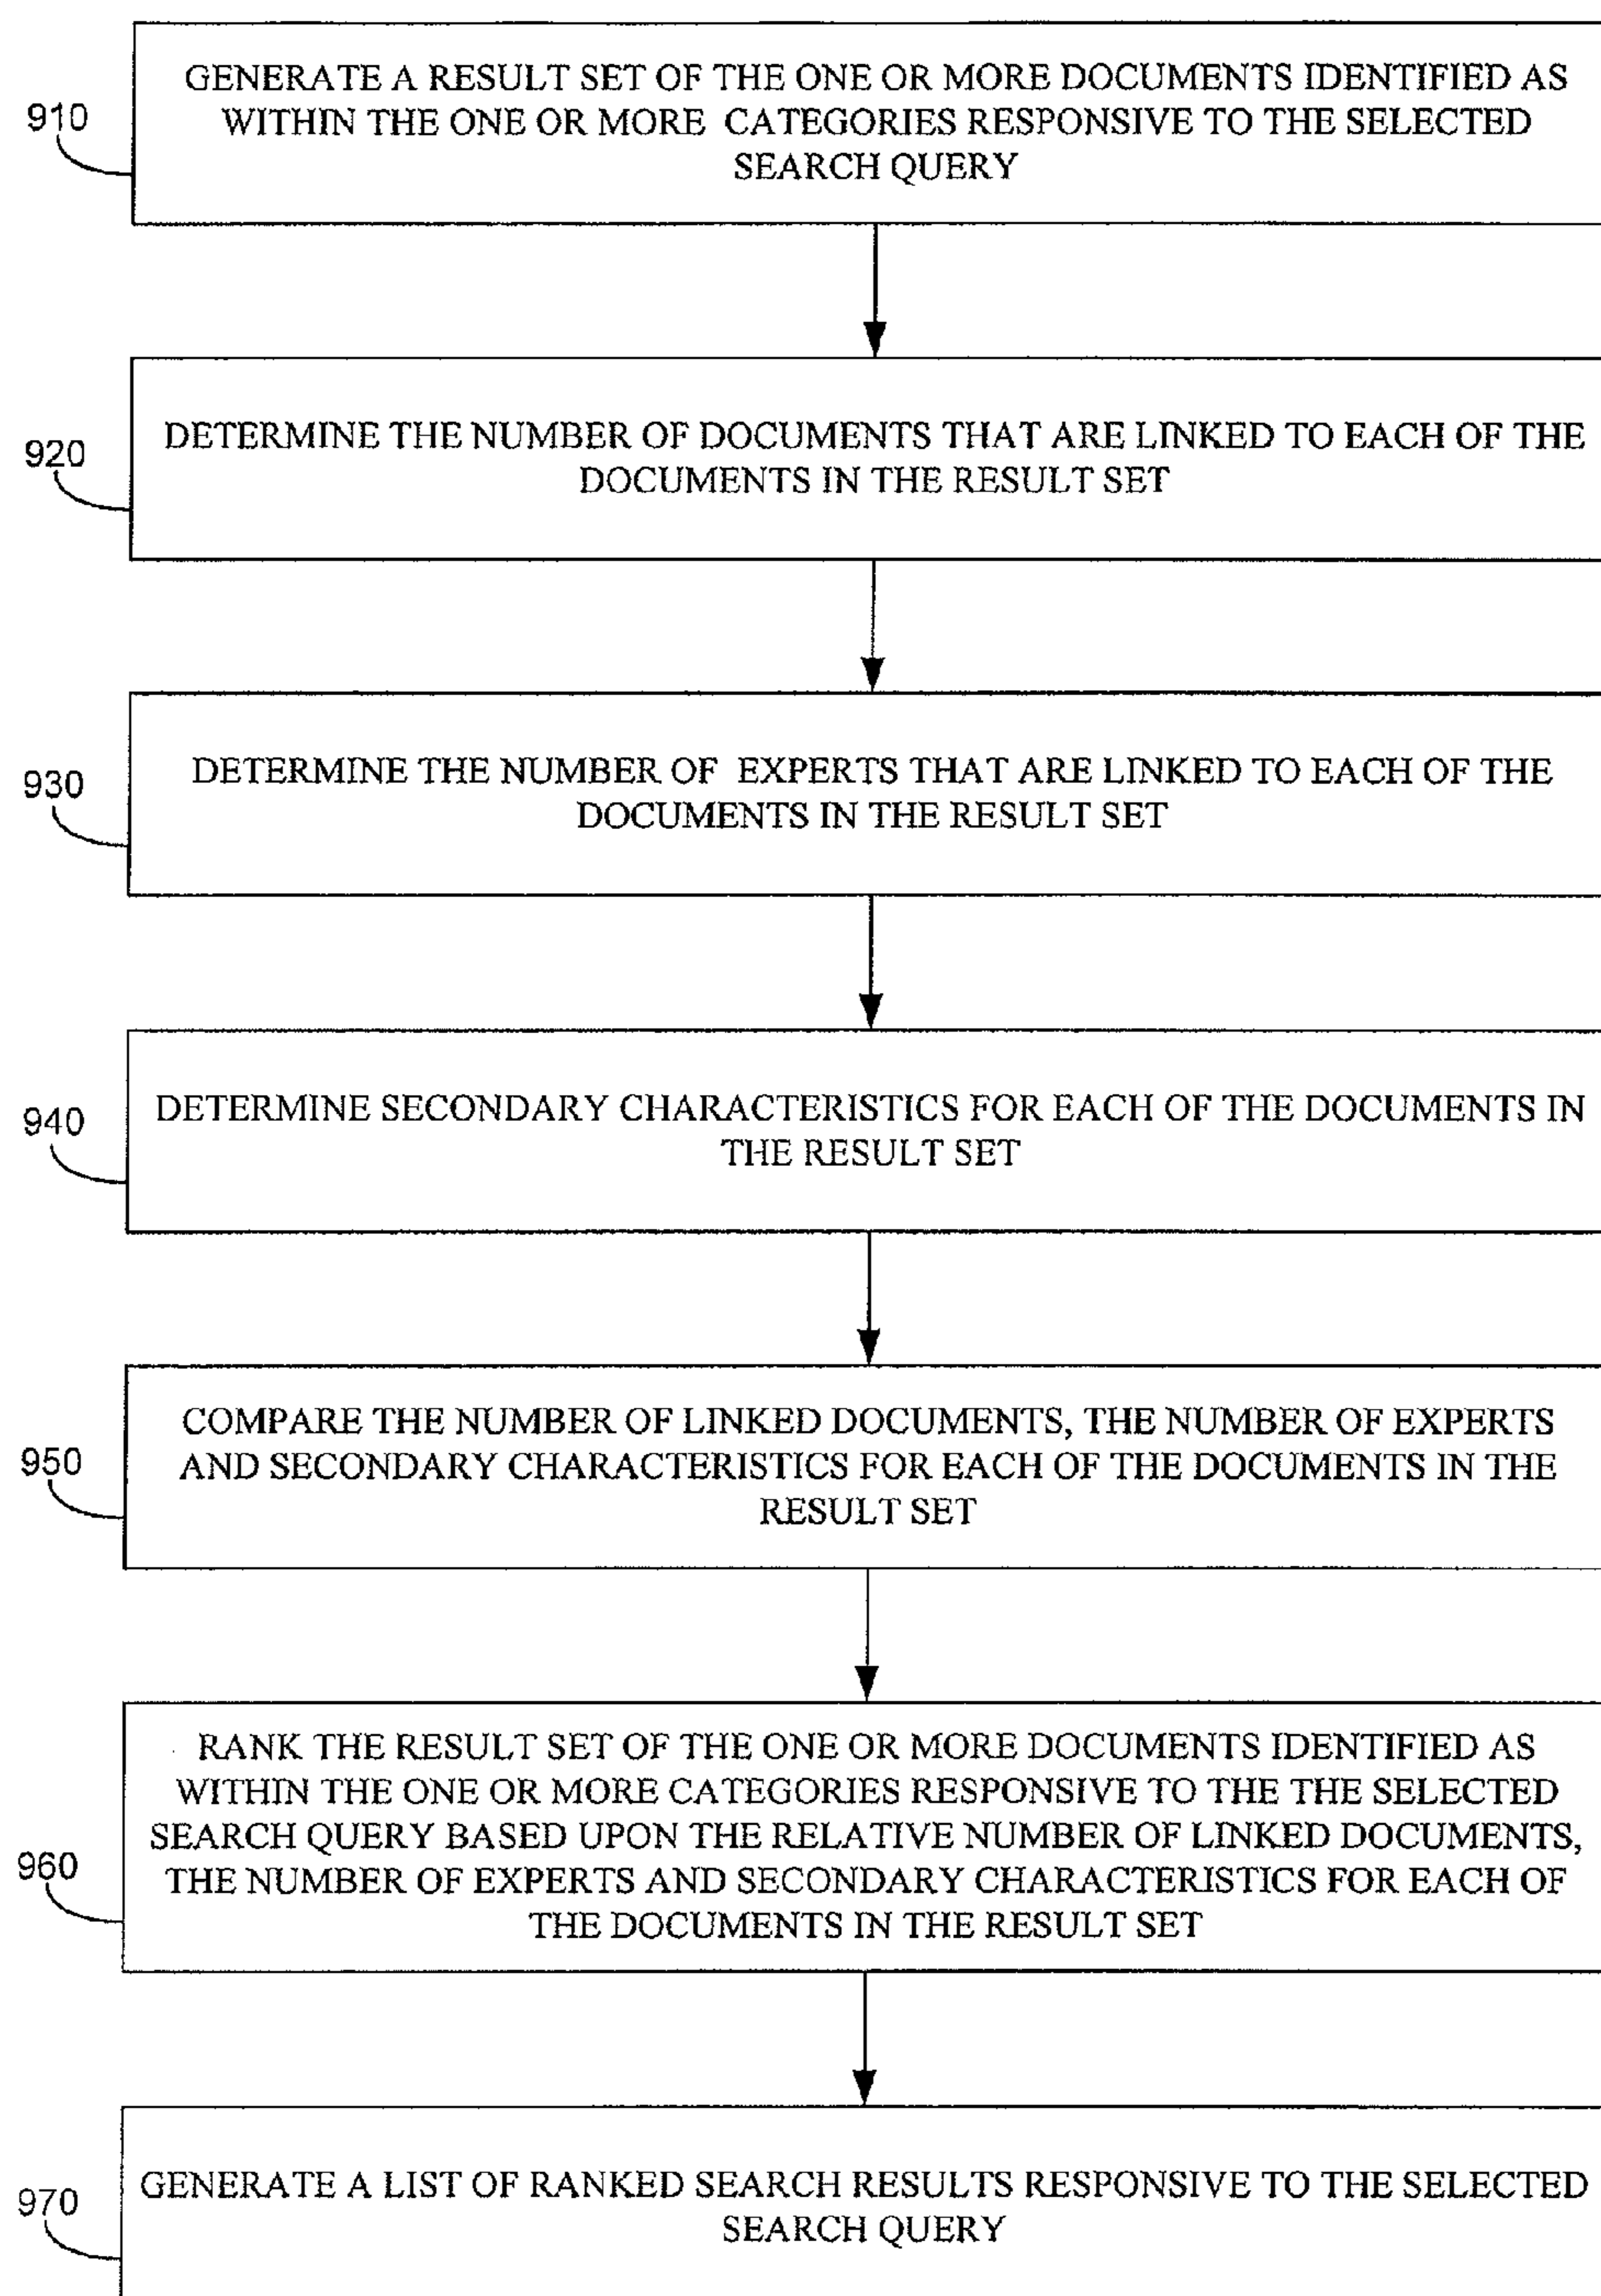 910
GENERATE A RESULT SET OF THE ONE OR MORE DOCUMENTS IDENTIFIED AS
WITHIN THE ONE OR MORE CATEGORIES RESPONSIVE TO THE SELECTED
SEARCH QUERY
920
DETERMINE THE NUMBER OF DOCUMENTS THAT ARE LINKED TO EACH OF THE
DOCUMENTS IN THE RESULT SET
930
DETERMINE THE NUMBER OF EXPERTS THAT ARE LINKED TO EACH OF THE
DOCUMENTS IN THE RESULT SET
940
DETERMINE SECONDARY CHARACTERISTICS FOR EACH OF THE DOCUMENTS IN
THE RESULT SET
950
COMPARE THE NUMBER OF LINKED DOCUMENTS, THE NUMBER OF EXPERTS
AND SECONDARY CHARACTERISTICS FOR EACH OF THE DOCUMENTS IN THE
RESULT SET
960
RANK THE RESULT SET OF THE ONE OR MORE DOCUMENTS IDENTIFIED AS
WITHIN THE ONE OR MORE CATEGORIES RESPONSIVE TO THE THE SELECTED
SEARCH QUERY BASED UPON THE RELATIVE NUMBER OF LINKED DOCUMENTS,
THE NUMBER OF EXPERTS AND SECONDARY CHARACTERISTICS FOR EACH OF
THE DOCUMENTS IN THE RESULT SET
970
GENERATE A LIST OF RANKED SEARCH RESULTS RESPONSIVE TO THE SELECTED
SEARCH QUERY